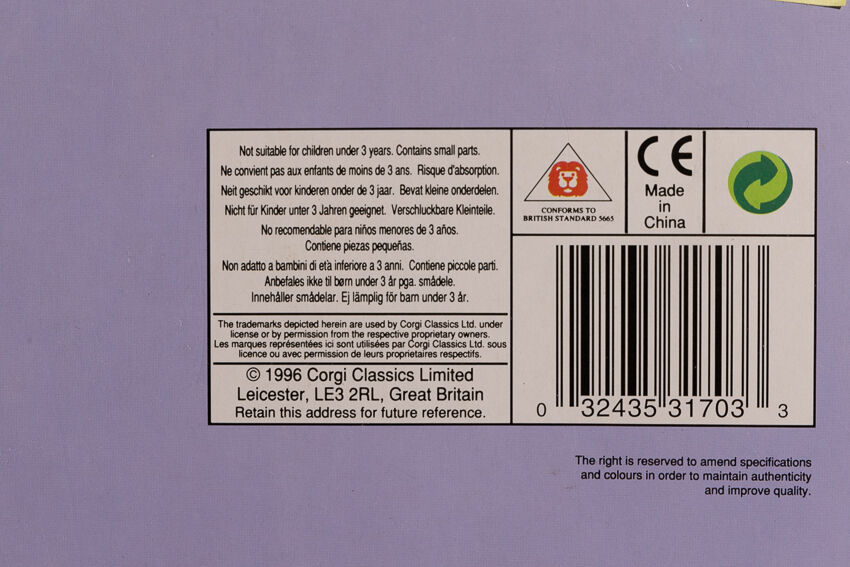 Not suitable for children under 3 years. Contains small parts.
Ne convient pas aux enfants de moins de 3 ans. Risque d'absorption.
Neit geschikt voor kinderen onder de 3 jaar. Bevat kleine onderdelen.
Nicht für Kinder unter 3 Jahren geeignet. Verschluckbare Kleinteile.
No recomendable para niños menores de 3 años.
Contiene piezas pequeñas.
Non adatto a bambini di età inferiore a 3 anni. Contiene piccole parti.
Anbefales ikke til børn under 3 år pga. smådele.
Innehåller smådelar. Ej lämplig för barn under 3 år.
The trademarks depicted herein are used by Corgi Classics Ltd. under
license or by permission from the respective proprietary owners.
Les marques représentées ici sont utilisées par Corgi Classics Ltd. sous
licence ou avec permission de leurs proprietaires respectifs.
© 1996 Corgi Classics Limited
Leicester, LE3 2RL, Great Britain
Retain this address for future reference.
CONFORMS TO
BRITISH STANDARD 5665
CE
Made
in
China
0 32435 31703 3
The right is reserved to amend specifications
and colours in order to maintain authenticity
and improve quality.